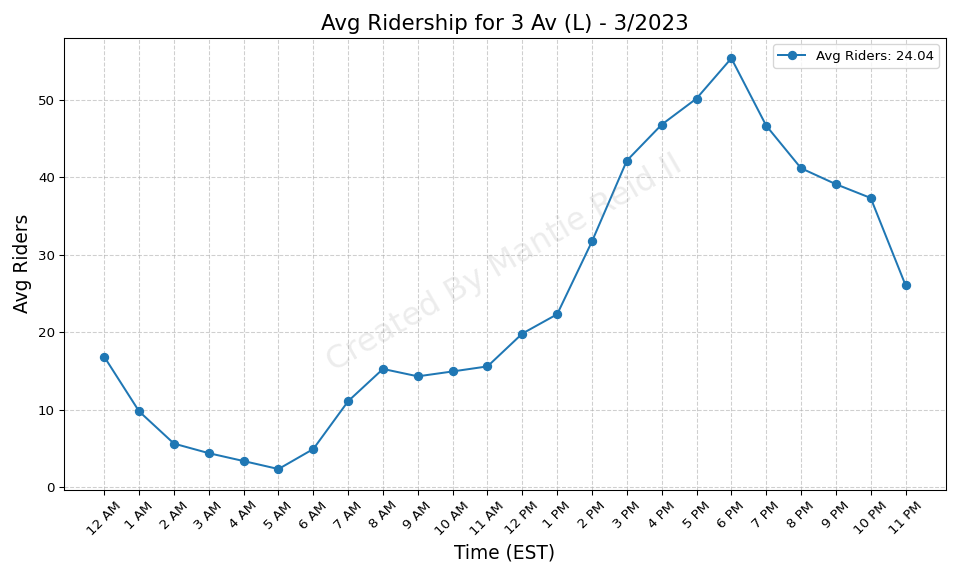 Avg Ridership for 3 Av (L) - 3/2023
Avg Riders: 24.04
Avg Riders
50
40
30
20
10
0
Created By Mantie Reid II
12 AM 1 AM 2 AM 3 AM 4 AM 5 AM 6 AM 7 AM 8 AM 9 AM 10 AM 11 AM 12 PM 1 PM 2 PM 3 PM 4 PM 5 PM 6 PM 7 PM 8 PM 9 PM 10 PM 11 PM
Time (EST)